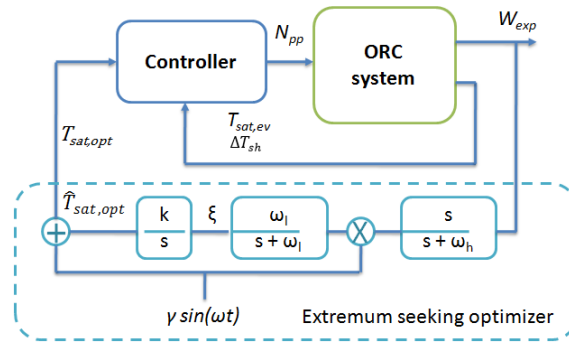 W_exp
N_pp
Controller
ORC
system
T_sat,ev
ΔT_sh
T_sat,opt
T̂_sat,opt
k
s
ξ
ω_l
s + ω_l
s
s + ω_h
+
X
γ sin(ωt)
Extremum seeking optimizer